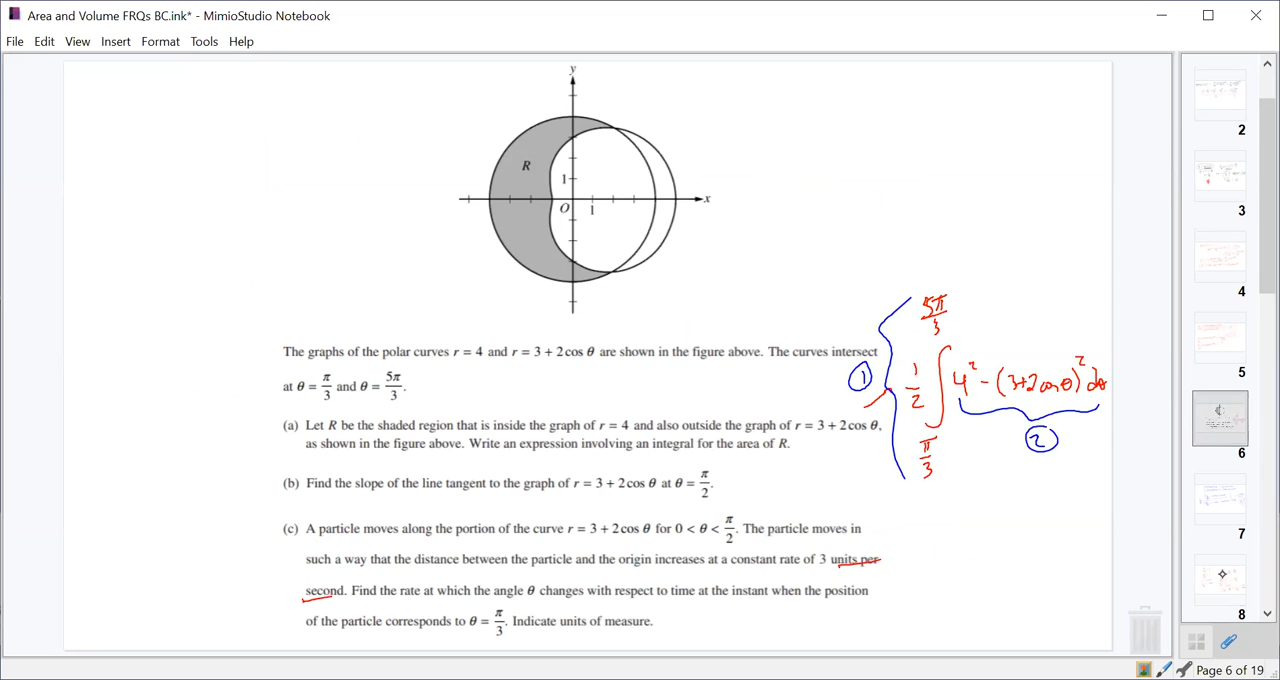 Area and Volume FRQs BC.ink* - MimioStudio Notebook
File Edit View Insert Format Tools Help
y
R
1
O
1
x
The graphs of the polar curves r = 4 and r = 3 + 2 cos θ are shown in the figure above. The curves intersect
at θ = π/3 and θ = 5π/3.
(a) Let R be the shaded region that is inside the graph of r = 4 and also outside the graph of r = 3 + 2 cos θ,
as shown in the figure above. Write an expression involving an integral for the area of R.
(b) Find the slope of the line tangent to the graph of r = 3 + 2 cos θ at θ = π/2.
(c) A particle moves along the portion of the curve r = 3 + 2 cos θ for 0 < θ < π/2. The particle moves in
such a way that the distance between the particle and the origin increases at a constant rate of 3 units per
second. Find the rate at which the angle θ changes with respect to time at the instant when the position
of the particle corresponds to θ = π/3. Indicate units of measure.
5π/3
① 1/2 ∫ 4² - (3+2cosθ)² dθ
π/3
②
2
3
4
5
6
7
8
Page 6 of 19